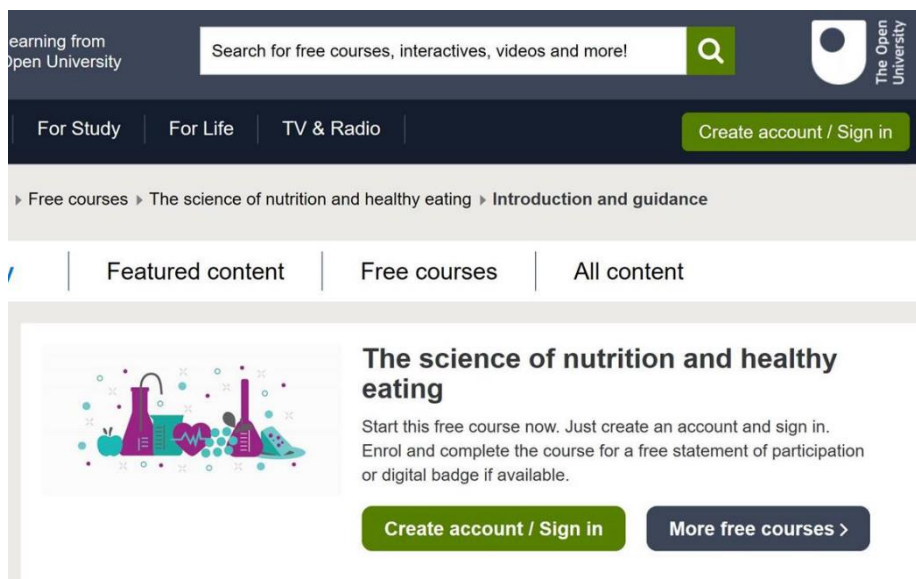 earning from
Open University
Search for free courses, interactives, videos and more!
The Open
University
For Study
For Life
TV & Radio
Create account / Sign in
Free courses
The science of nutrition and healthy eating
Introduction and guidance
Featured content
Free courses
All content
The science of nutrition and healthy
eating
Start this free course now. Just create an account and sign in.
Enrol and complete the course for a free statement of participation
or digital badge if available.
Create account / Sign in
More free courses